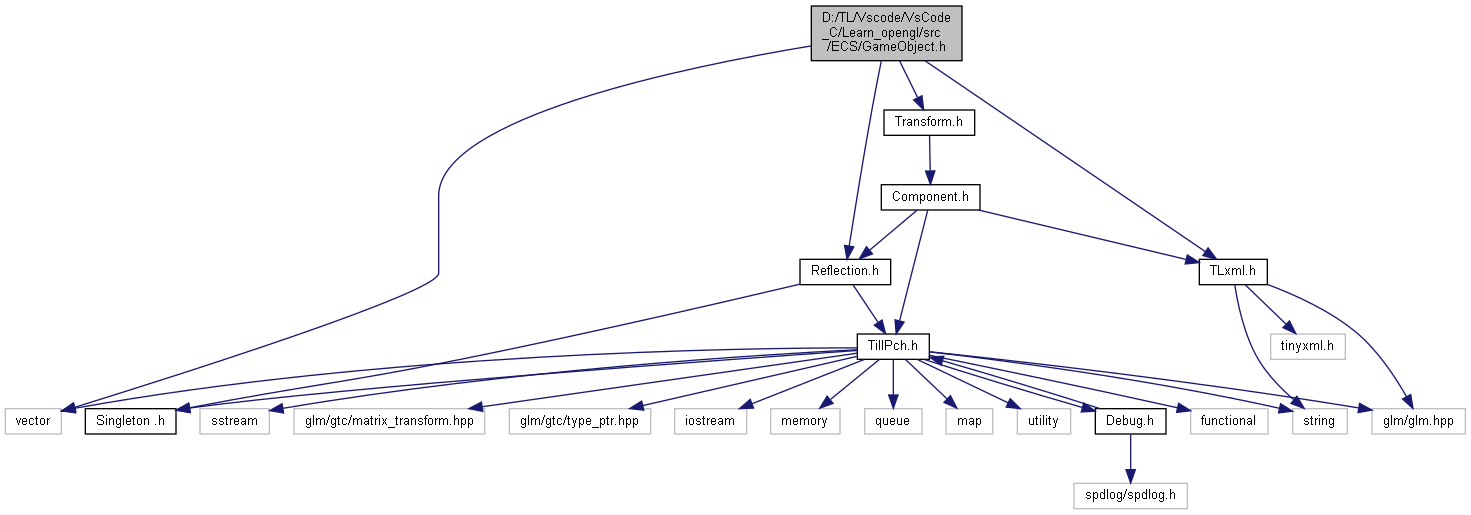 D:/TL/Vscode/VsCode
_C/Learn_opengl/src
/ECS/GameObject.h
Transform.h
Component.h
Reflection.h
TLxml.h
TillPch.h
tinyxml.h
vector
Singleton .h
sstream
glm/gtc/matrix_transform.hpp
glm/gtc/type_ptr.hpp
iostream
memory
queue
map
utility
Debug.h
functional
string
glm/glm.hpp
spdlog/spdlog.h